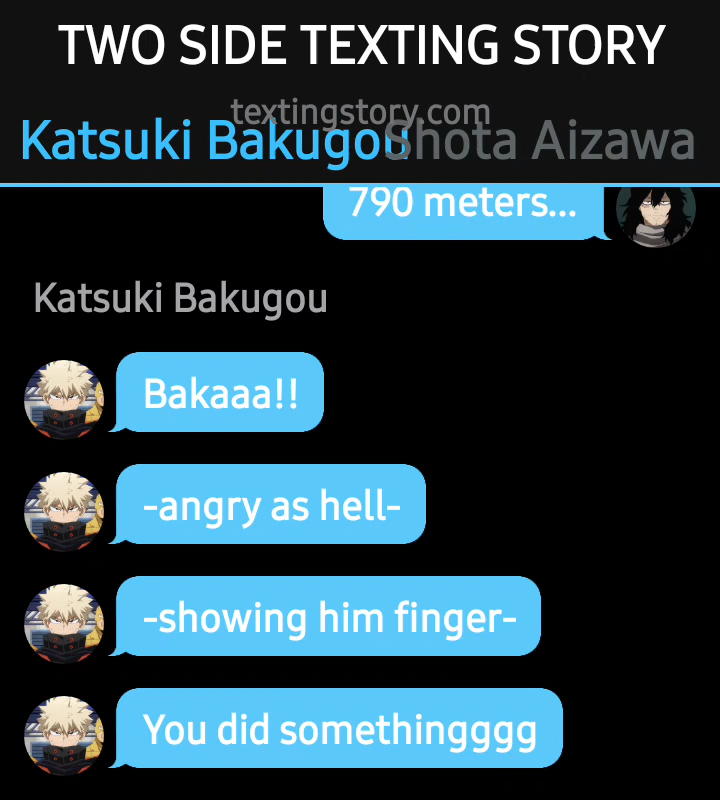 TWO SIDE TEXTING STORY
textingstory.com
Katsuki Bakugou Shota Aizawa
790 meters...
Katsuki Bakugou
Bakaaa!!
-angry as hell-
-showing him finger-
You did somethingggg